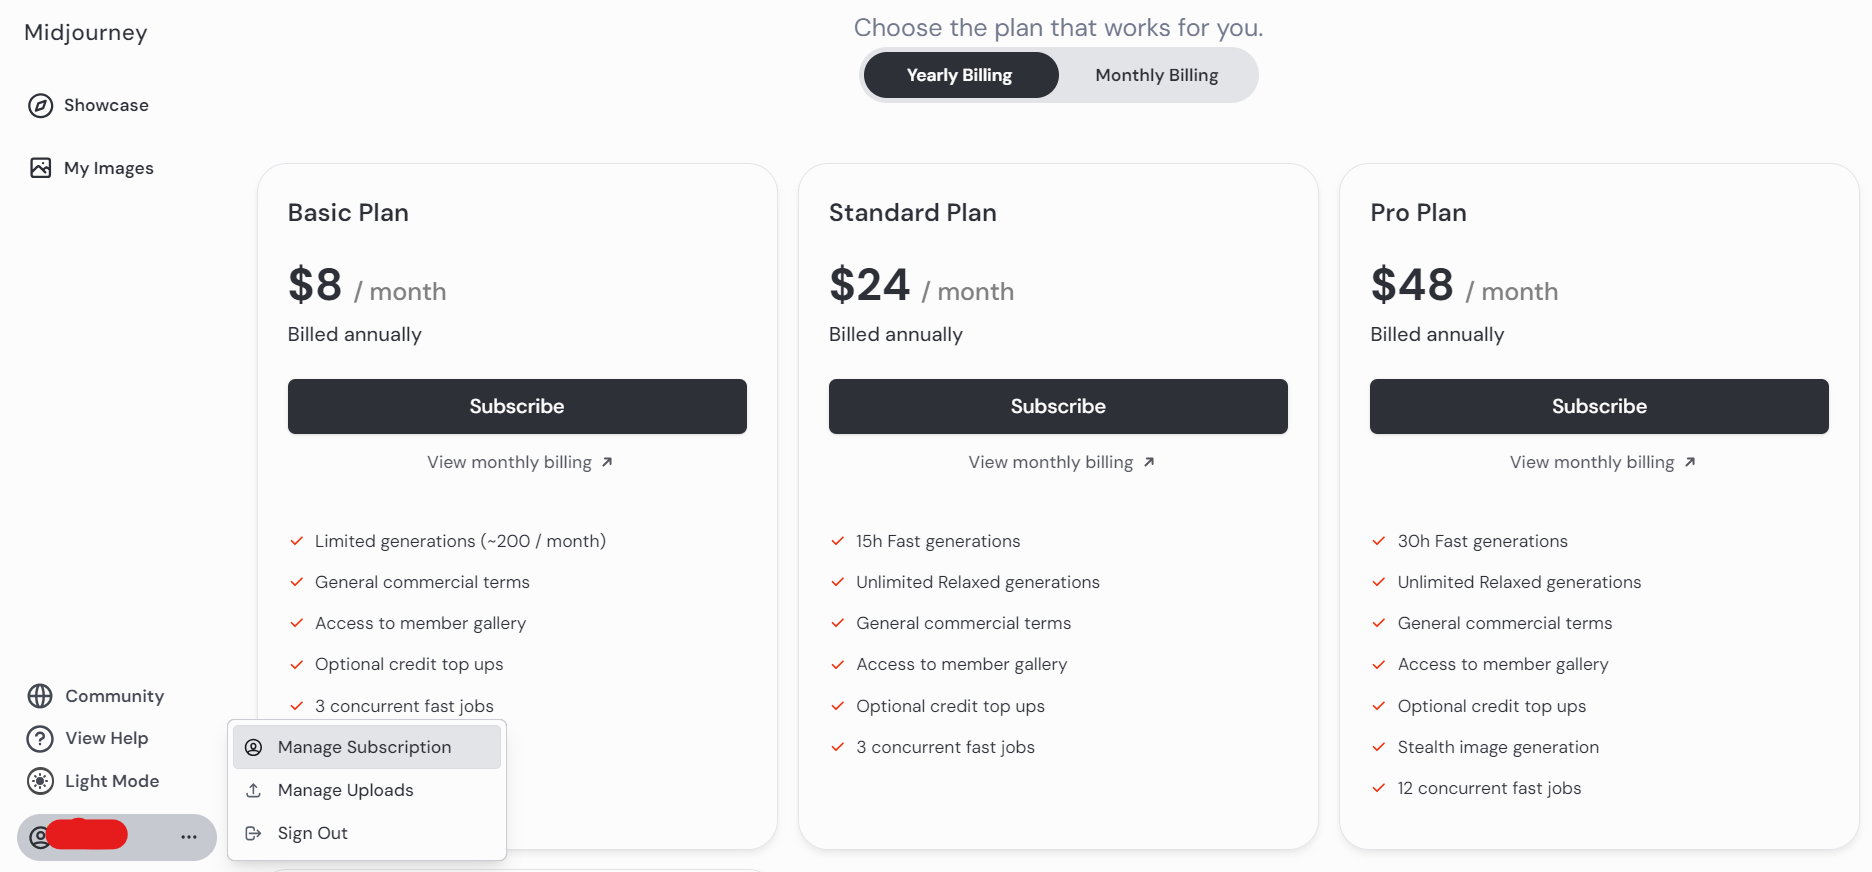 Midjourney
Showcase
My Images
Community
View Help
Light Mode
Manage Subscription
Manage Uploads
Sign Out
Choose the plan that works for you.
Yearly Billing
Monthly Billing
Basic Plan
$8 / month
Billed annually
Subscribe
View monthly billing
Limited generations (~200 / month)
General commercial terms
Access to member gallery
Optional credit top ups
3 concurrent fast jobs
Standard Plan
$24 / month
Billed annually
Subscribe
View monthly billing
15h Fast generations
Unlimited Relaxed generations
General commercial terms
Access to member gallery
Optional credit top ups
3 concurrent fast jobs
Pro Plan
$48 / month
Billed annually
Subscribe
View monthly billing
30h Fast generations
Unlimited Relaxed generations
General commercial terms
Access to member gallery
Optional credit top ups
Stealth image generation
12 concurrent fast jobs